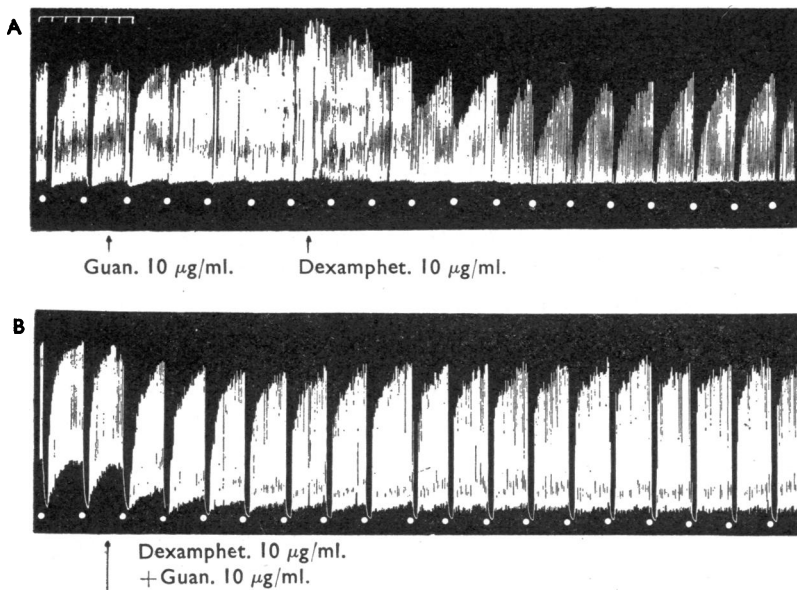 A
Guan. 10 μg/ml. Dexamphet. 10 μg/ml.
B
Dexamphet. 10 μg/ml.
+Guan. 10 μg/ml.